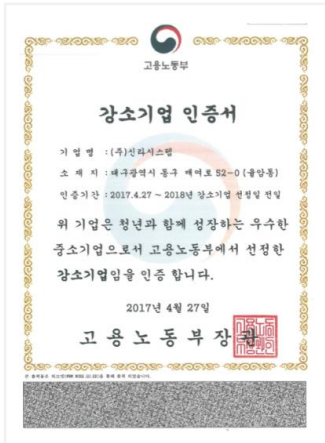 고용노동부
강소기업 인증서
기 업 명 : (주)신라시스템
소 재 지 : 대구광역시 동구 매여로 52-0 (율암동)
인증기간 : 2017.4.27 ~ 2018년 강소기업 선정일 전일
위 기업은 청년과 함께 성장하는 우수한
중소기업으로서 고용노동부에서 선정한
강소기업임을 인증 합니다.
2017년 4월 27일
고 용 노 동 부 장 관